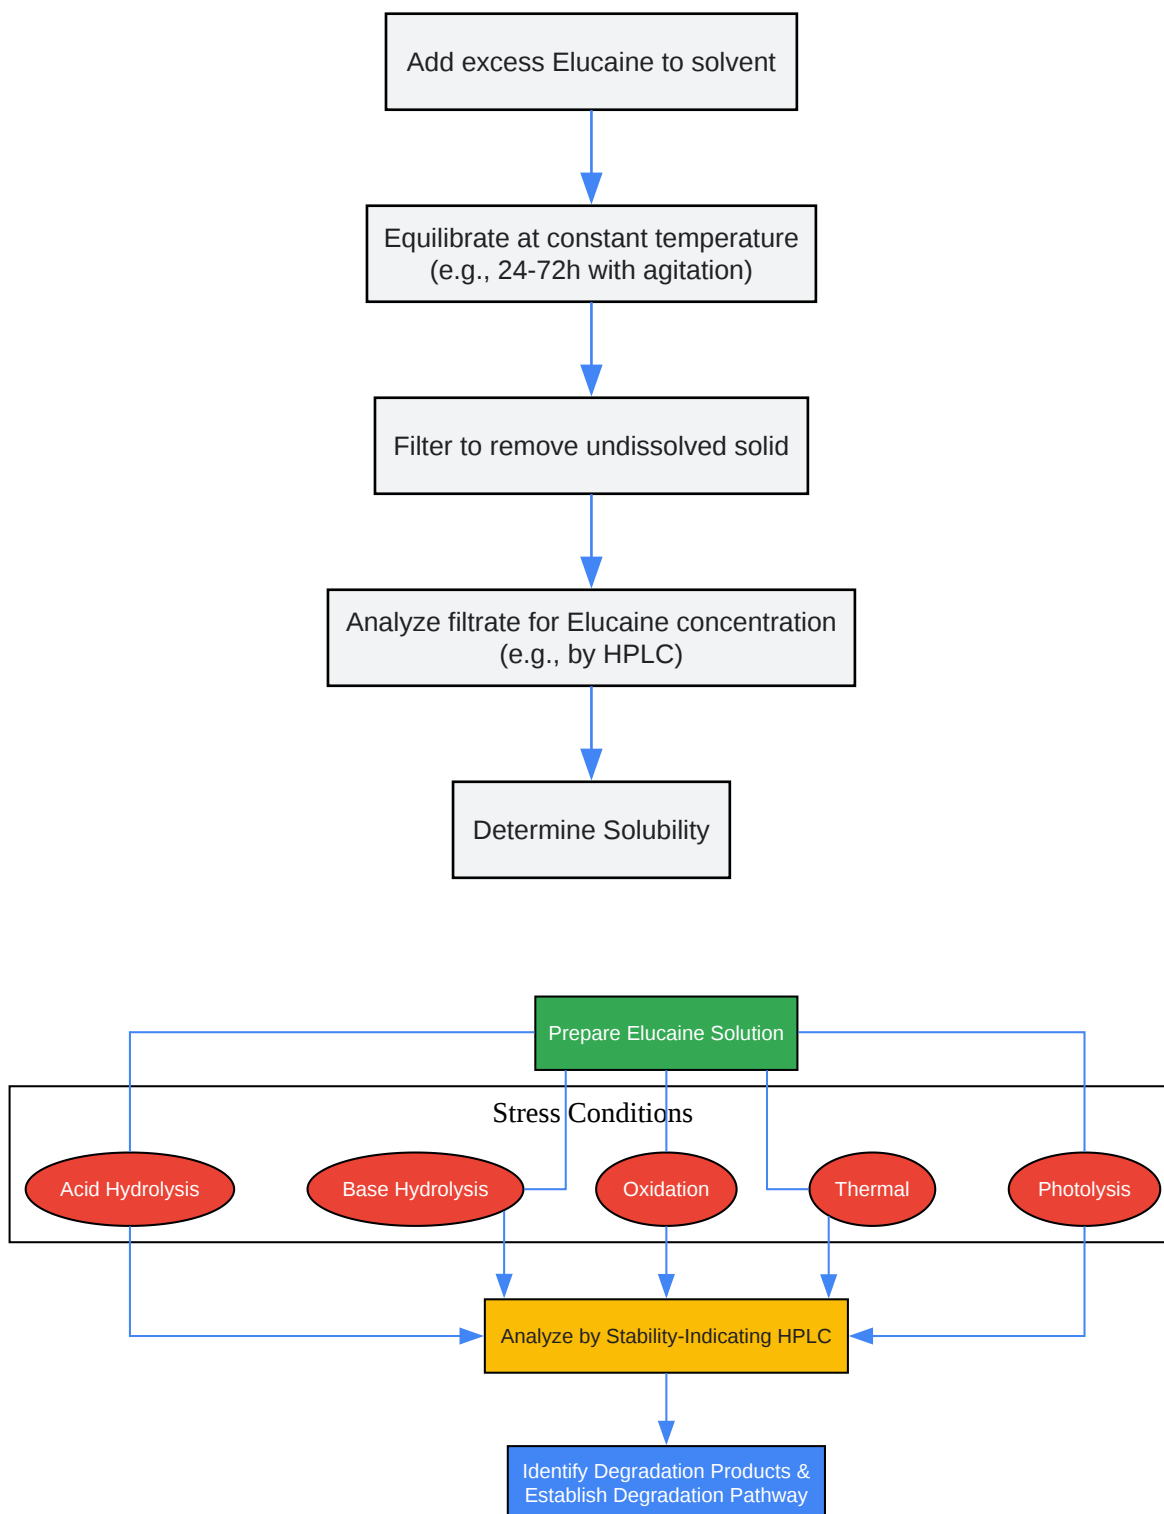 Add excess Elucaine to solvent
Equilibrate at constant temperature
(e.g., 24-72h with agitation)
Filter to remove undissolved solid
Analyze filtrate for Elucaine concentration
(e.g., by HPLC)
Determine Solubility
Prepare Elucaine Solution
Stress Conditions
Acid Hydrolysis
Base Hydrolysis
Oxidation
Thermal
Photolysis
Analyze by Stability-Indicating HPLC
Identify Degradation Products &
Establish Degradation Pathway